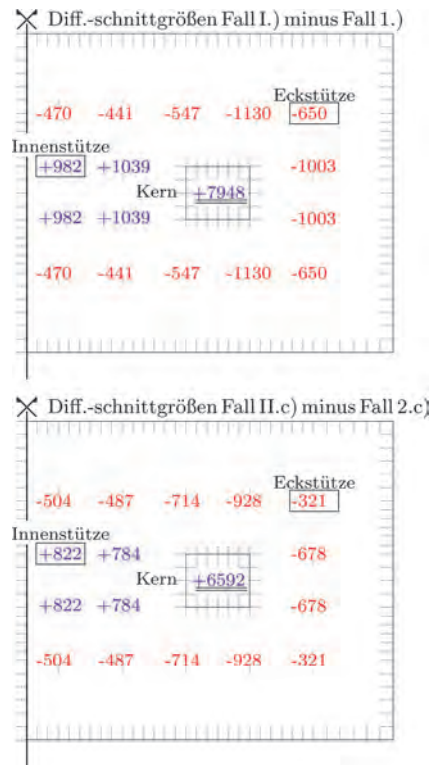 Diff.-schnittgrößen Fall I.) minus Fall 1.)
Eckstütze
-470 -441 -547 -1130 -650
Innenstütze
+982 +1039 -1003
Kern +7948
+982 +1039 -1003
-470 -441 -547 -1130 -650
Diff.-schnittgrößen Fall II.c) minus Fall 2.c)
Eckstütze
-504 -487 -714 -928 -321
Innenstütze
+822 +784 -678
Kern +6592
+822 +784 -678
-504 -487 -714 -928 -321